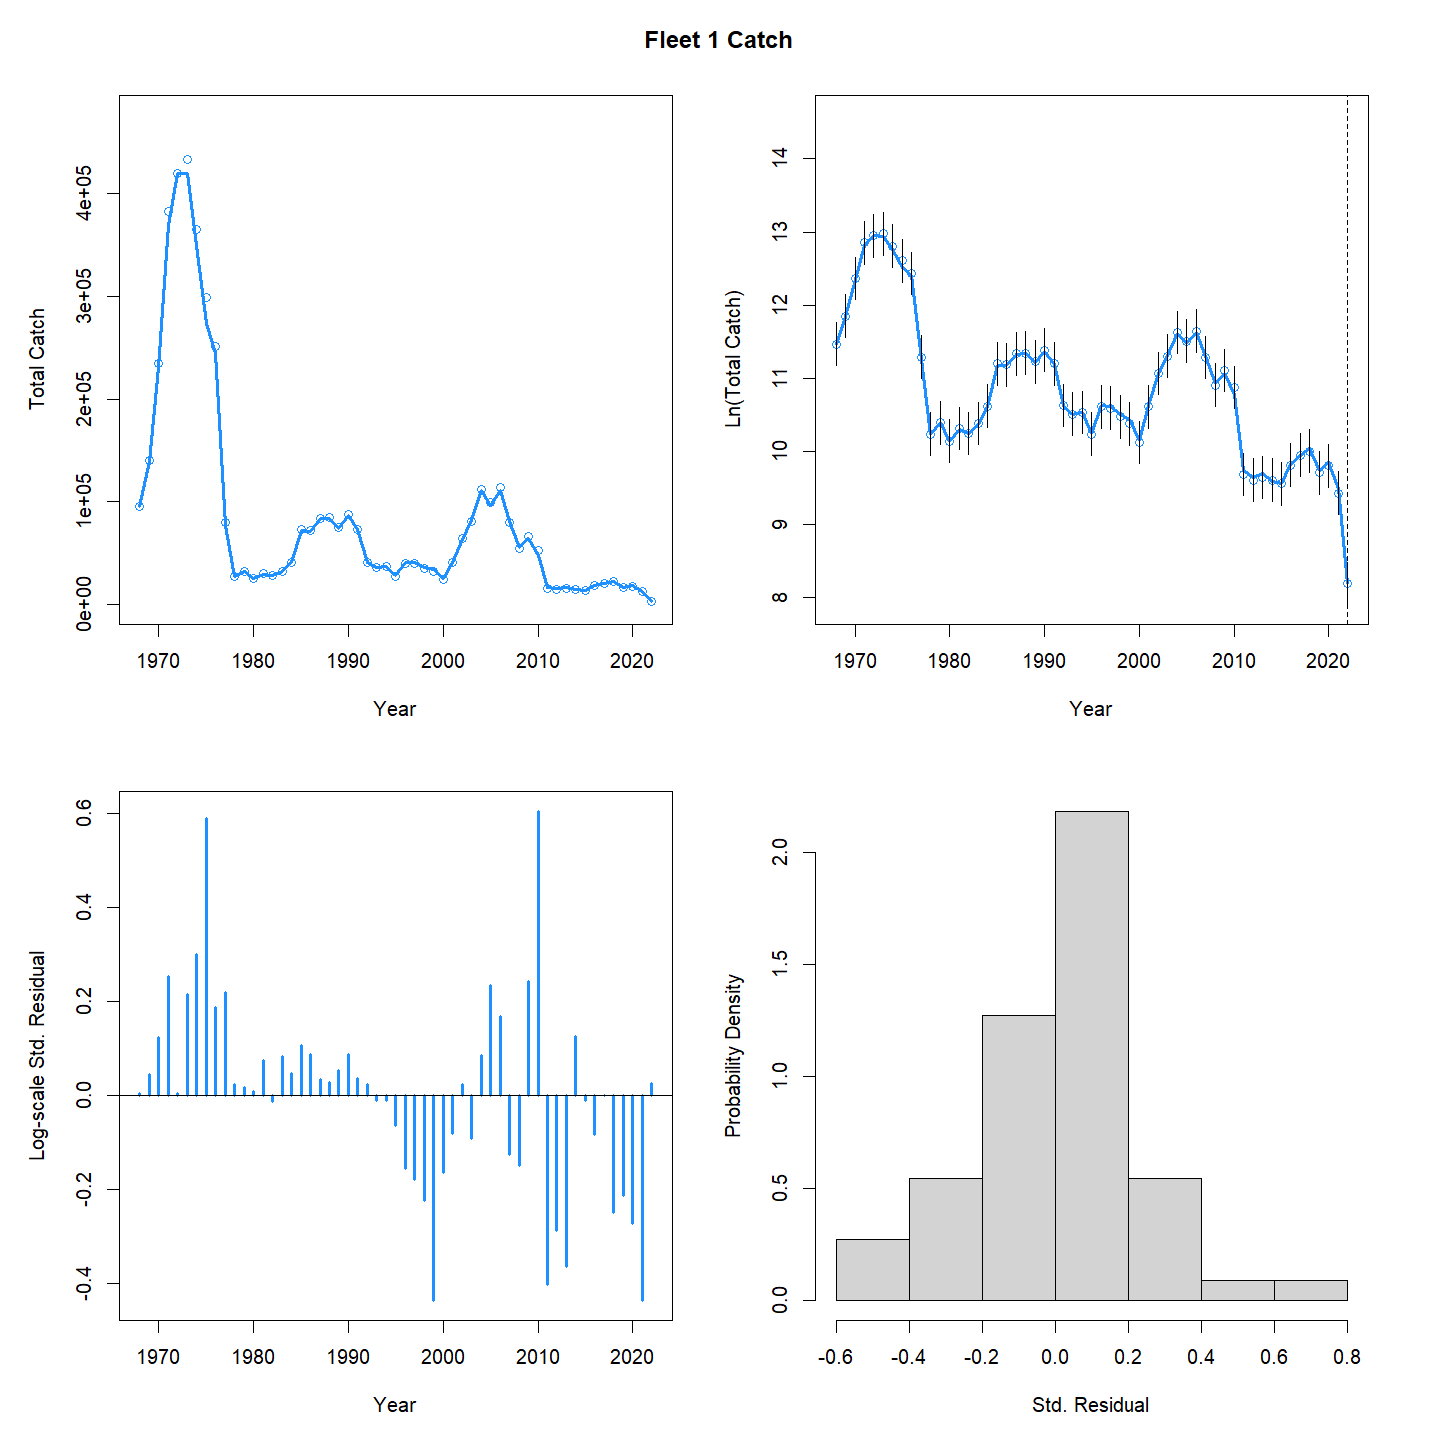 Fleet 1 Catch
Total Catch
0e+00 1e+05 2e+05 3e+05 4e+05
1970 1980 1990 2000 2010 2020
Year
Ln(Total Catch)
8 9 10 11 12 13 14
1970 1980 1990 2000 2010 2020
Year
Log-scale Std. Residual
-0.4 -0.2 0.0 0.2 0.4 0.6
1970 1980 1990 2000 2010 2020
Year
Probability Density
0.0 0.5 1.0 1.5 2.0
-0.6 -0.4 -0.2 0.0 0.2 0.4 0.6 0.8
Std. Residual